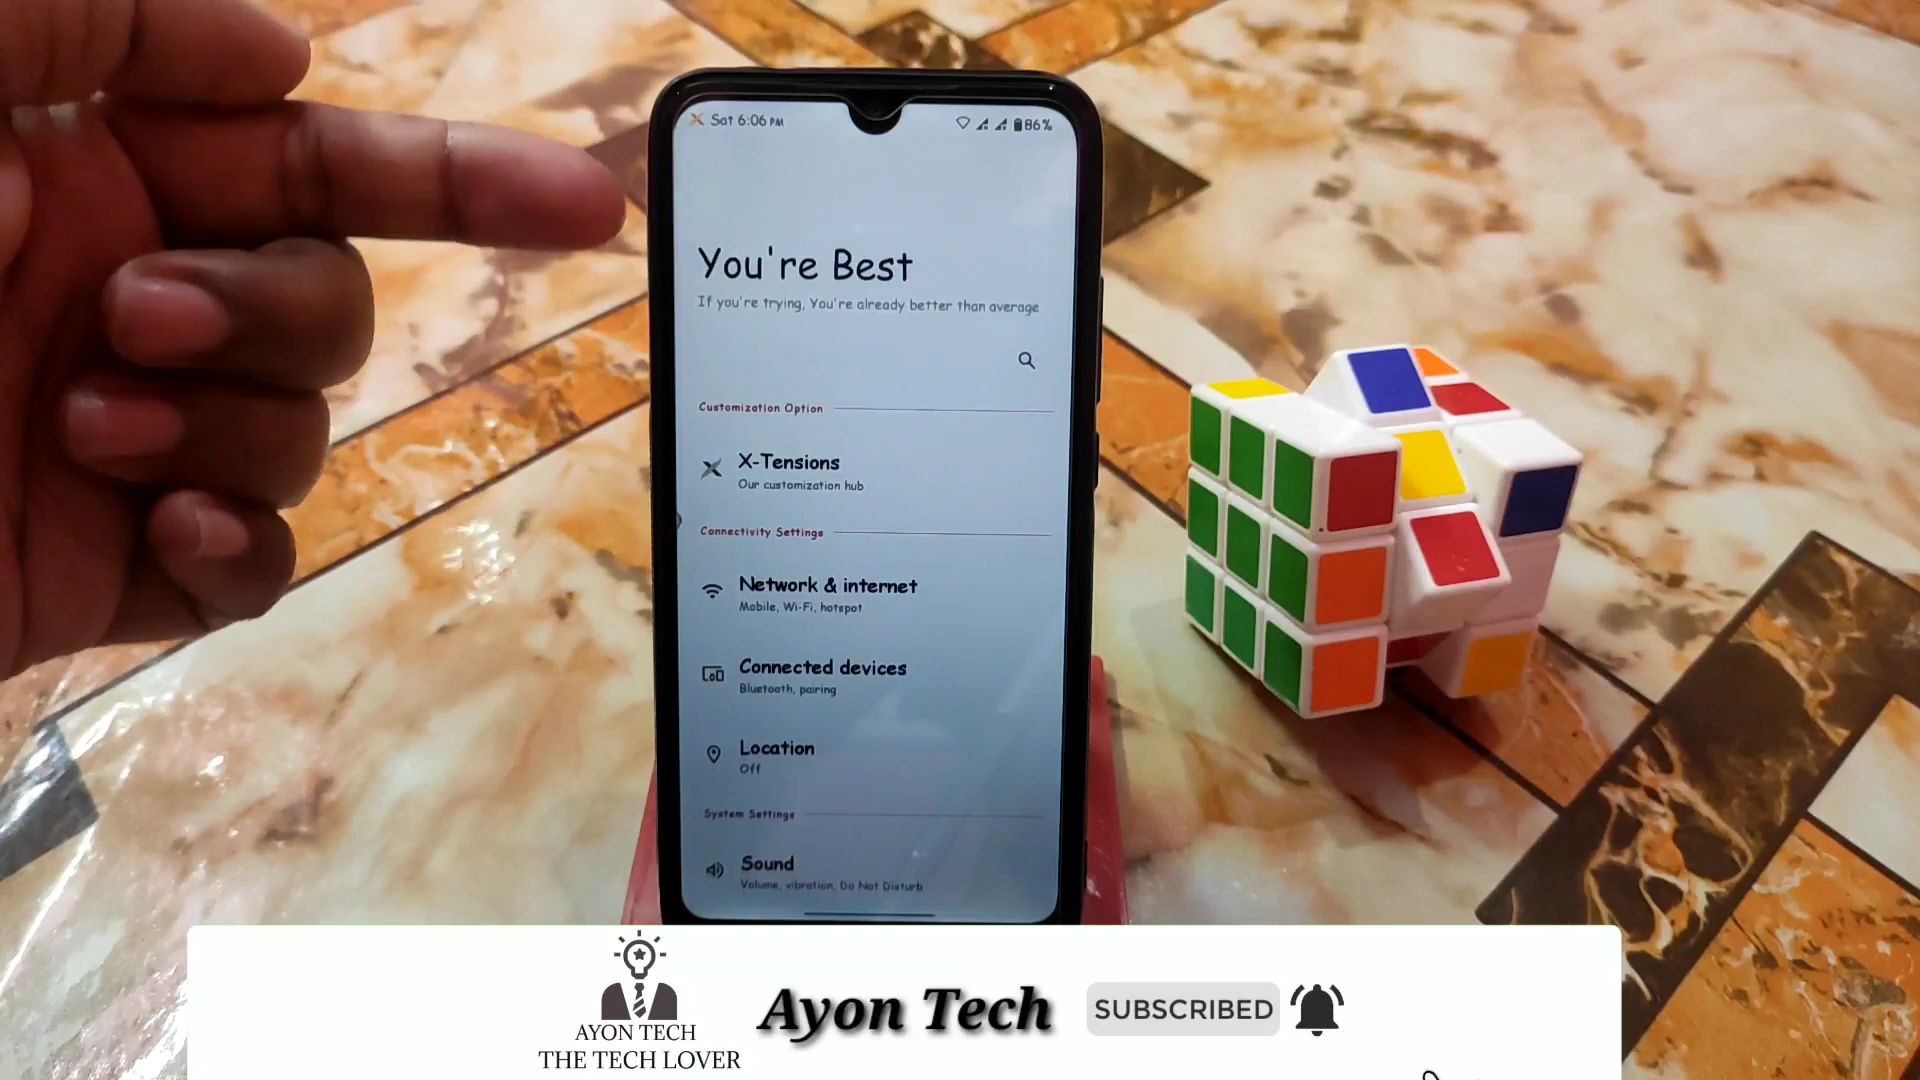 Sat 6:06 PM
86%
You're Best
If you're trying, You're already better than average
Customization Option
X-Tensions
Our customization hub
Connectivity Settings
Network & internet
Mobile, Wi-Fi, hotspot
Connected devices
Bluetooth, pairing
Location
Off
System Settings
Sound
Volume, vibration, Do Not Disturb
AYON TECH
THE TECH LOVER
Ayon Tech
SUBSCRIBED